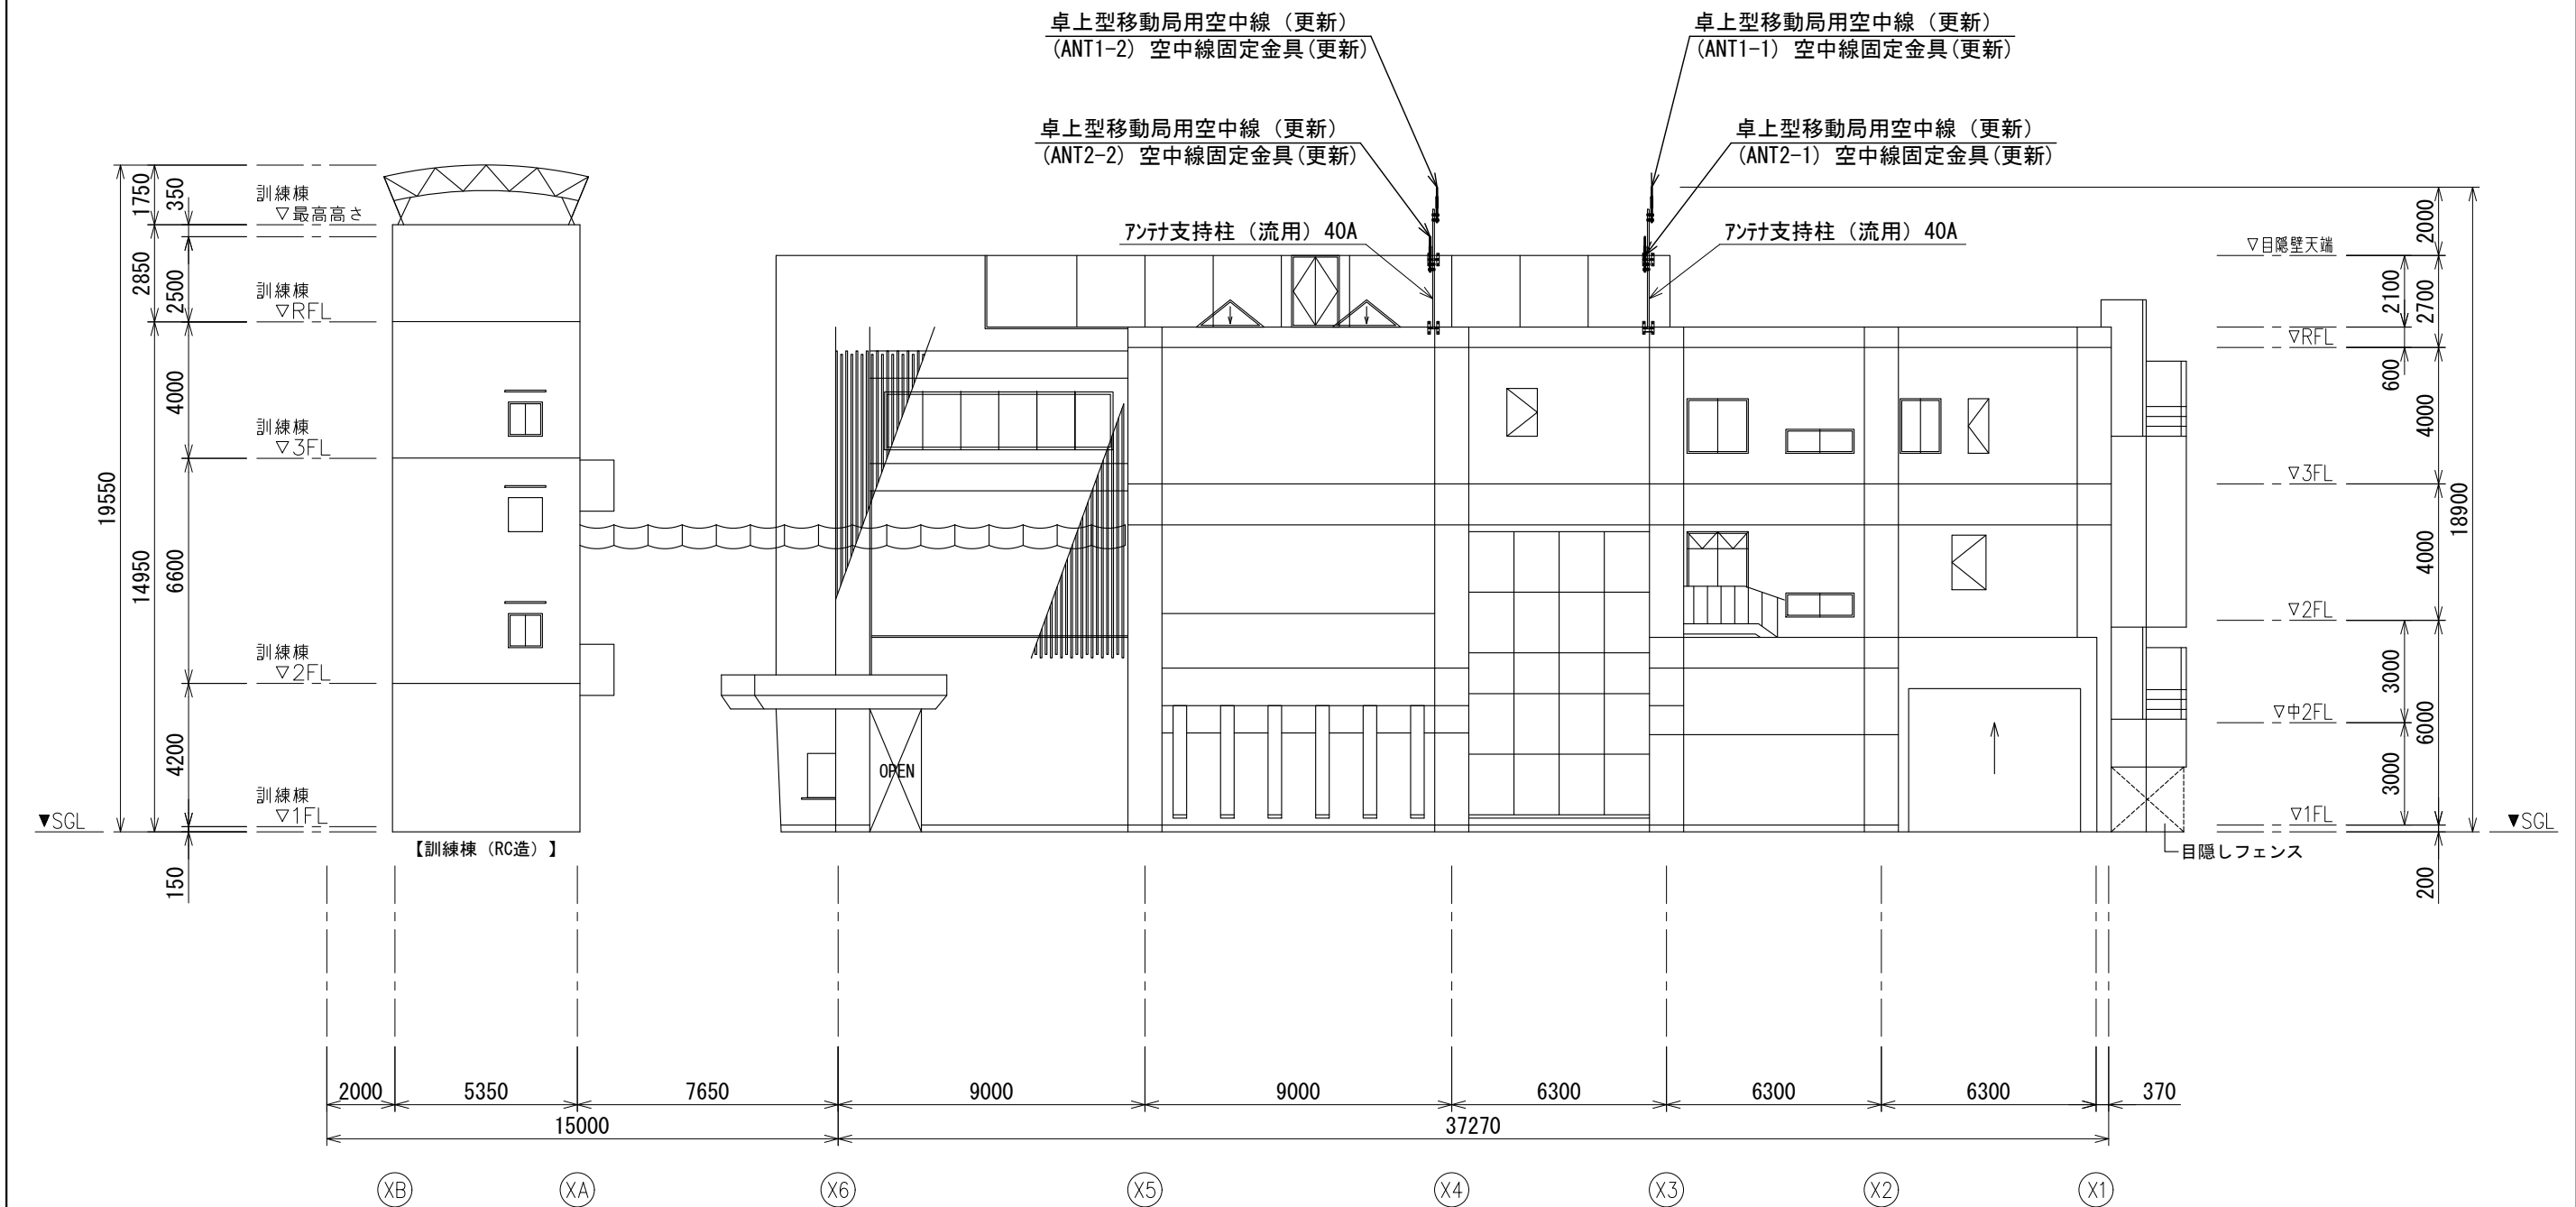 卓上型移動局用空中線（更新）
(ANT1-2) 空中線固定金具(更新)
卓上型移動局用空中線（更新）
(ANT1-1) 空中線固定金具(更新)
卓上型移動局用空中線（更新）
(ANT2-2) 空中線固定金具(更新)
卓上型移動局用空中線（更新）
(ANT2-1) 空中線固定金具(更新)
アンテナ支持柱（流用）40A
アンテナ支持柱（流用）40A
訓練棟
▽最高高さ
訓練棟
▽RFL
訓練棟
▽3FL
訓練棟
▽2FL
訓練棟
▽1FL
▼SGL
19550
1750
2850
14950
350
2500
4000
6600
4200
150
【訓練棟（RC造）】
OPEN
目隠しフェンス
▽目隠壁天端
▽RFL
▽3FL
▽2FL
▽中2FL
▽1FL
▼SGL
2100
600
3000
3000
2000
2700
4000
4000
6000
200
18900
2000
5350
7650
9000
9000
6300
6300
6300
370
15000
37270
XB
XA
X6
X5
X4
X3
X2
X1